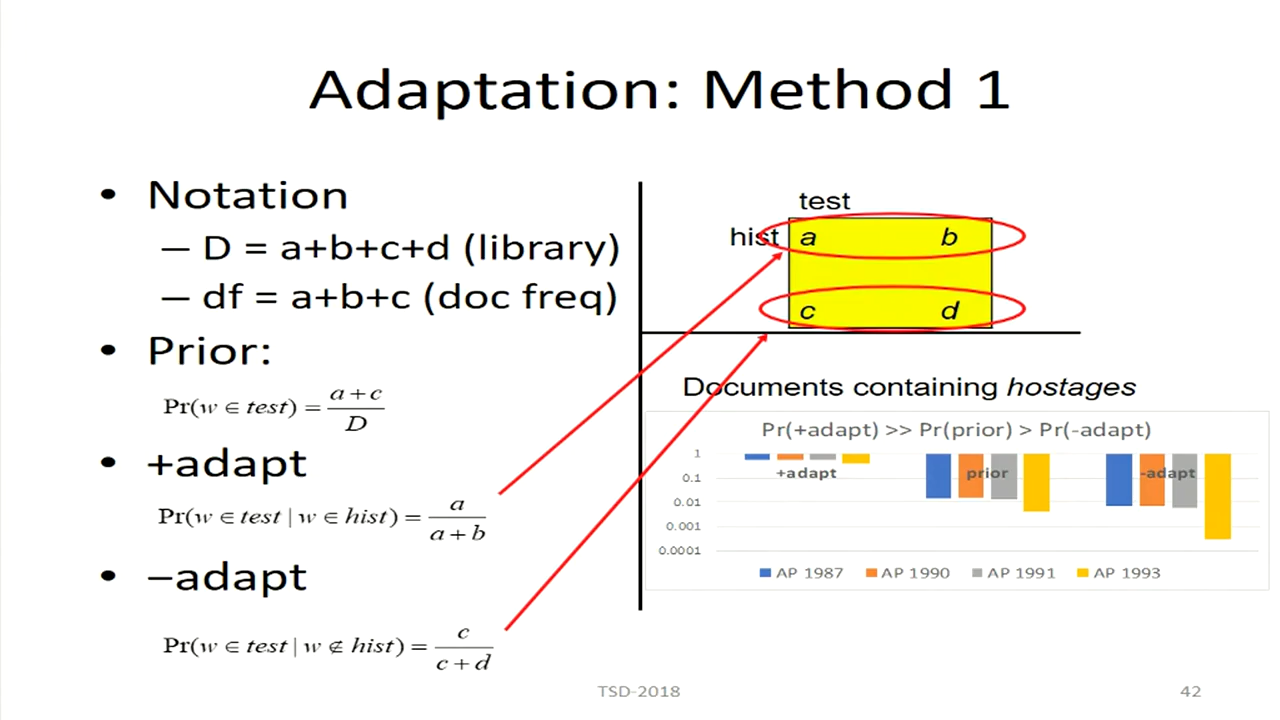 Adaptation: Method 1
• Notation
– D = a+b+c+d (library)
– df = a+b+c (doc freq)
• Prior:
Pr(w ∈ test) = (a + c) / D
• +adapt
Pr(w ∈ test | w ∈ hist) = a / (a + b)
• –adapt
Pr(w ∈ test | w ∉ hist) = c / (c + d)
test
hist a b
c d
Documents containing hostages
Pr(+adapt) >> Pr(prior) > Pr(-adapt)
1
0.1
0.01
0.001
0.0001
+adapt prior -adapt
AP 1987 AP 1990 AP 1991 AP 1993
TSD-2018
42